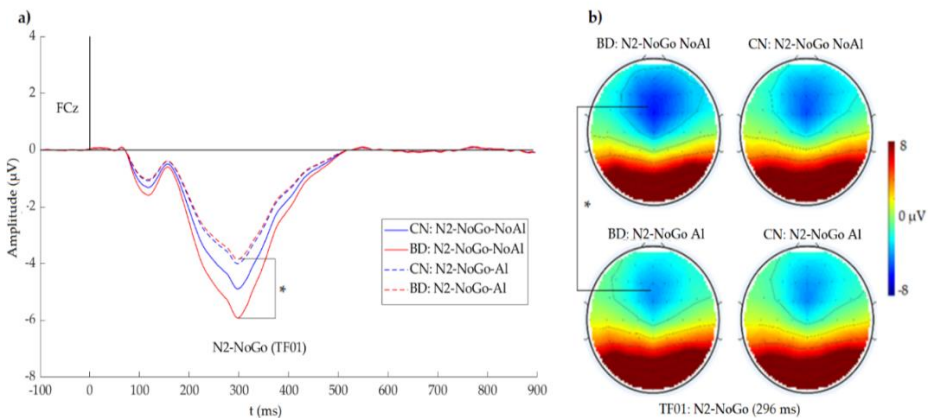 a)
4
2
0
-2
-4
-6
-8
Amplitude (μV)
FCz
CN: N2-NoGo-NoAl
BD: N2-NoGo-NoAl
CN: N2-NoGo-Al
BD: N2-NoGo-Al
*
N2-NoGo (TF01)
-100 0 100 200 300 400 500 600 700 800 900
t (ms)
b)
BD: N2-NoGo NoAl CN: N2-NoGo NoAl
*
BD: N2-NoGo Al CN: N2-NoGo Al
8
0 μV
-8
TF01: N2-NoGo (296 ms)